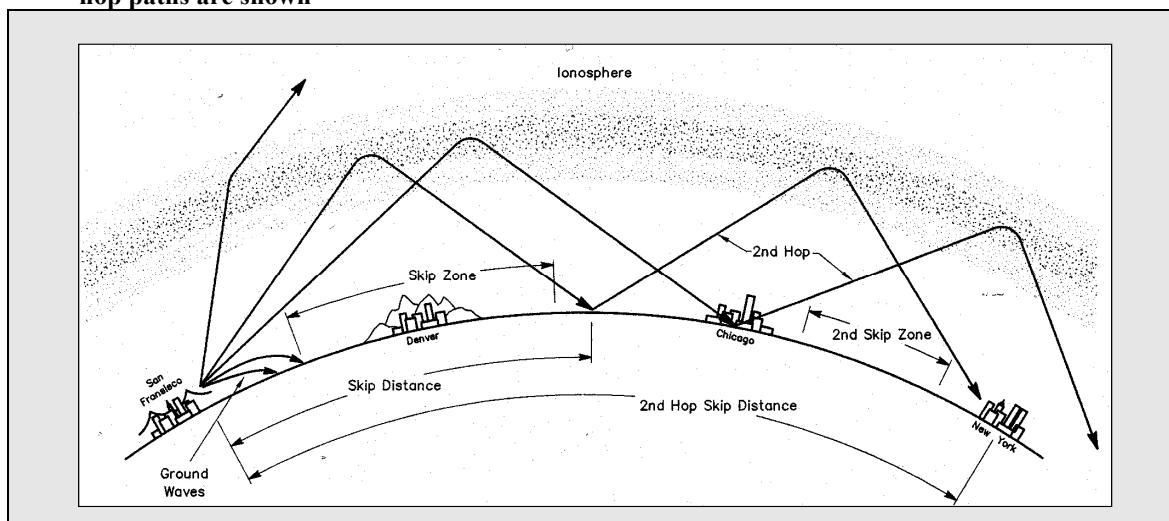 hop paths are shown
Ionosphere
2nd Hop
Skip Zone
Denver
Chicago
2nd Skip Zone
San
Fransisco
Skip Distance
2nd Hop Skip Distance
New York
Ground
Waves